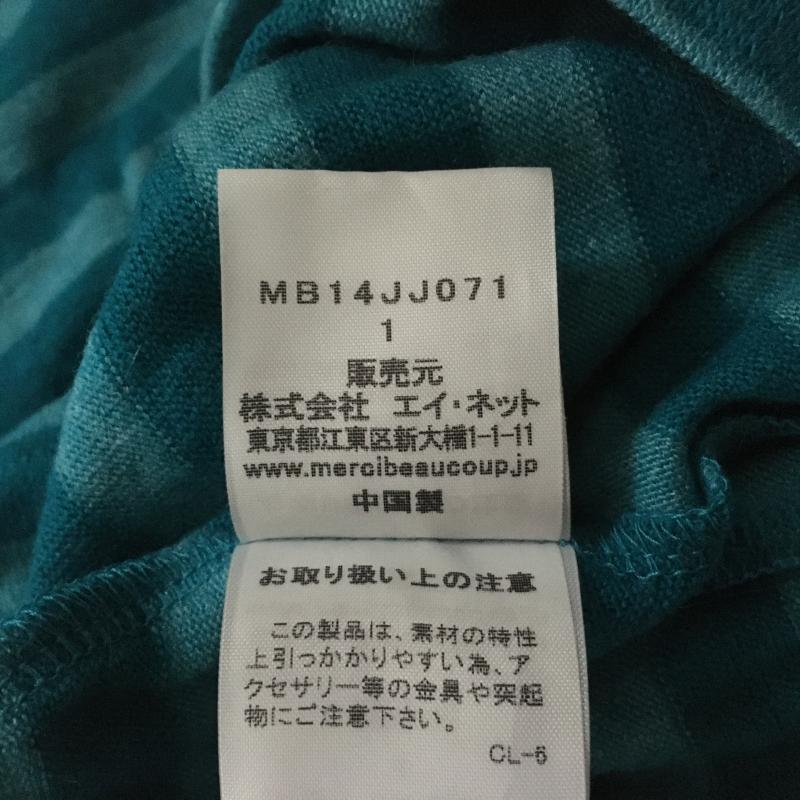 MB14JJ071
1
販売元
株式会社 エイ・ネット
東京都江東区新大橋1-1-11
www.mercibeaucoup.jp
中国製
お取り扱い上の注意
この製品は、素材の特性
上引っかかりやすい為、ア
クセサリー等の金具や突起
物にご注意下さい。
CL-6